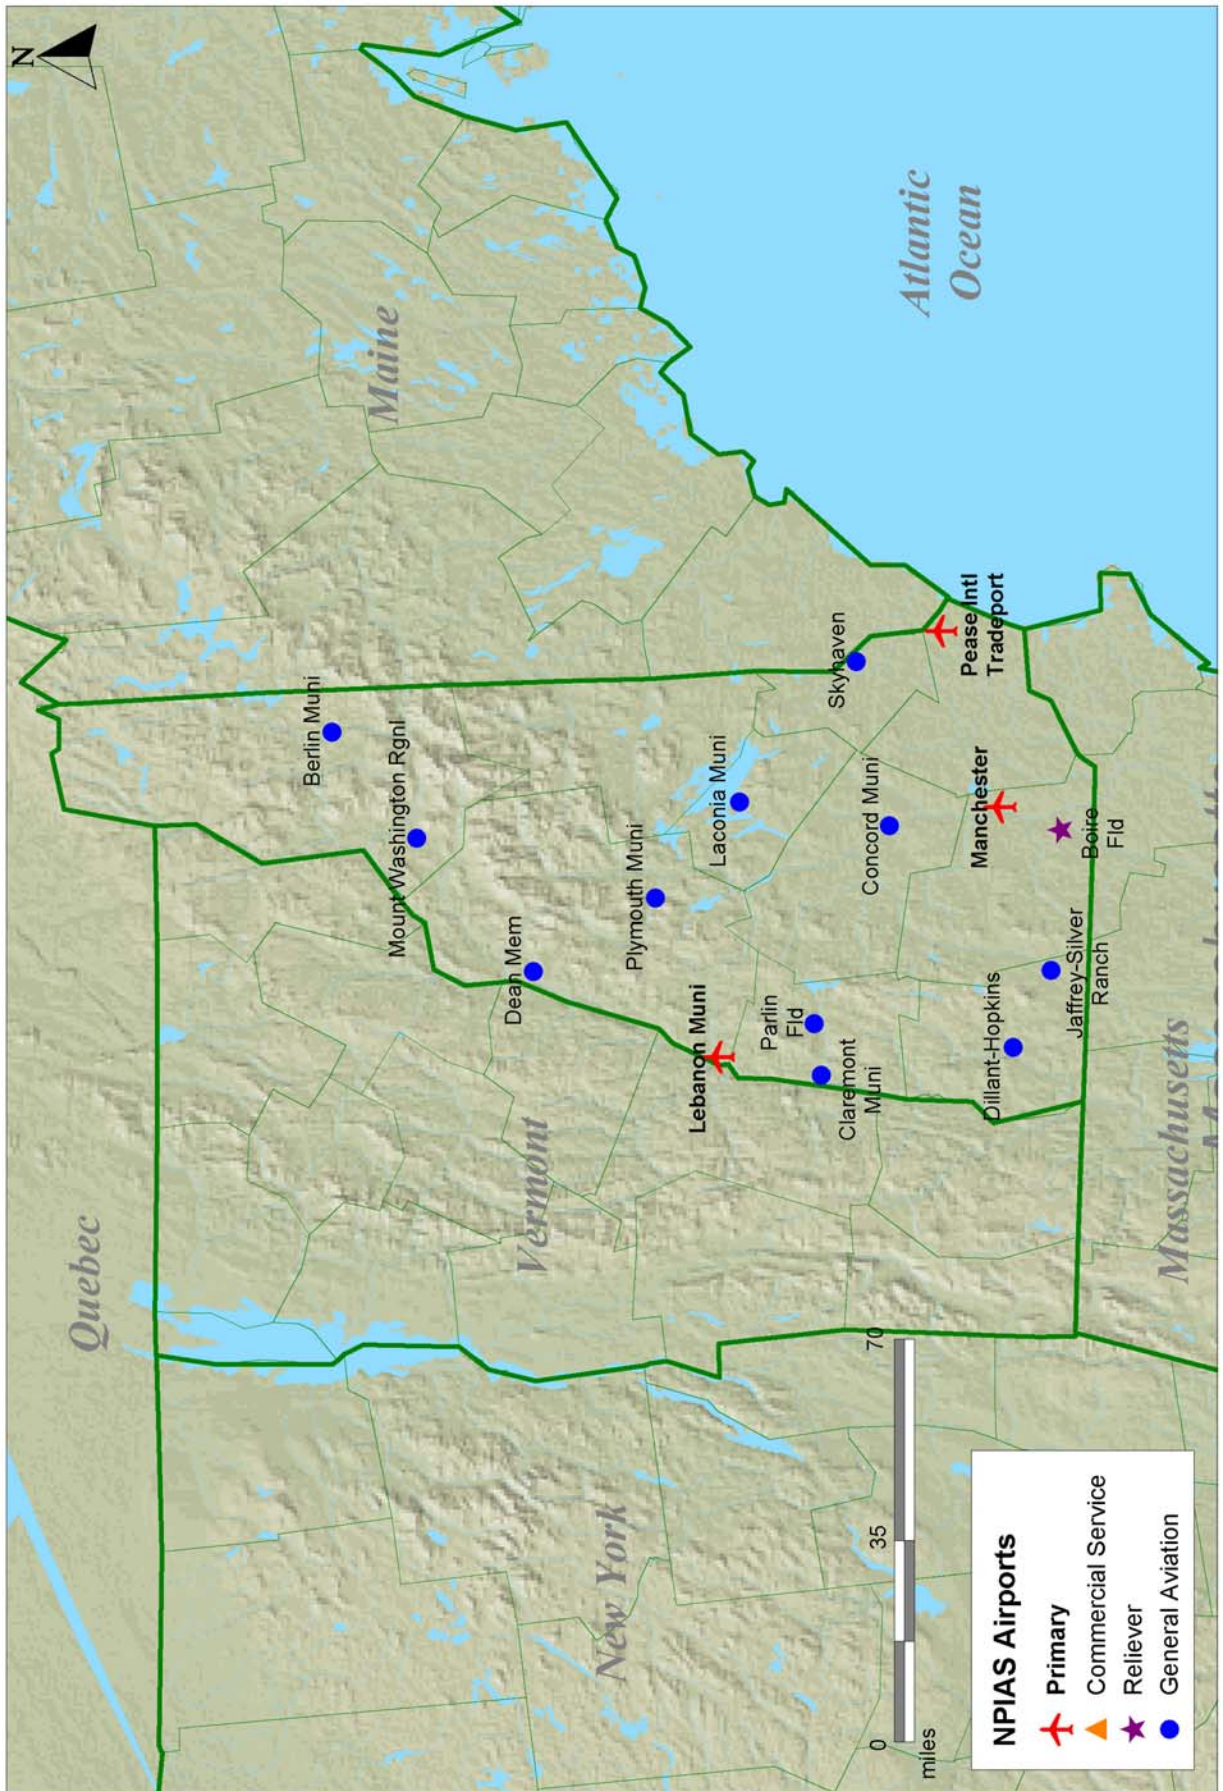 N
Quebec
Maine
Berlin Muni
Mount Washington Rgnl
Vermont
Dean Mem
New York
Plymouth Muni
Lebanon Muni
Laconia Muni
Parlin
Fld
Claremont
Muni
Skyhaven
Concord Muni
Atlantic
Ocean
Pease Intl
Tradeport
Manchester
Dillant-Hopkins
Boire
Fld
Jaffrey-Silver
Ranch
Massachusetts
Massachusetts
0
35
70
miles
NPIAS Airports
Primary
Commercial Service
Reliever
General Aviation